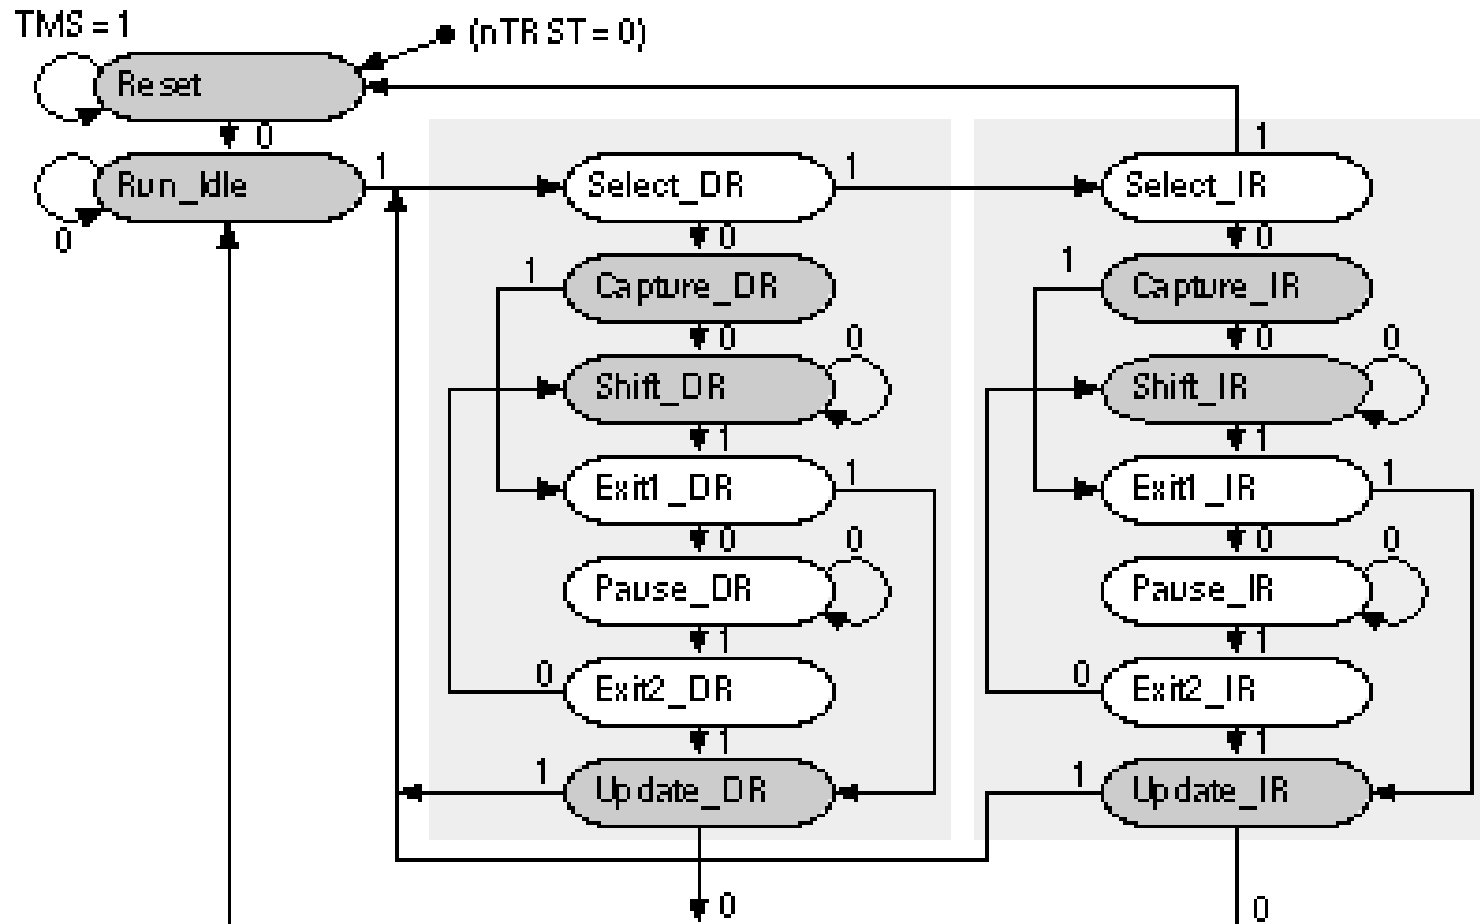 TMS = 1
(nTRST = 0)
Reset
0
1
Run_Idle
1
Select_DR
1
Select_IR
0
0
0
1
Capture_DR
1
Capture_IR
0
0
0
0
Shift_DR
Shift_IR
1
1
Exit1_DR
1
Exit1_IR
1
0
0
0
0
Pause_DR
Pause_IR
1
1
0
Exit2_DR
0
Exit2_IR
1
1
1
Update_DR
1
Update_IR
0
0